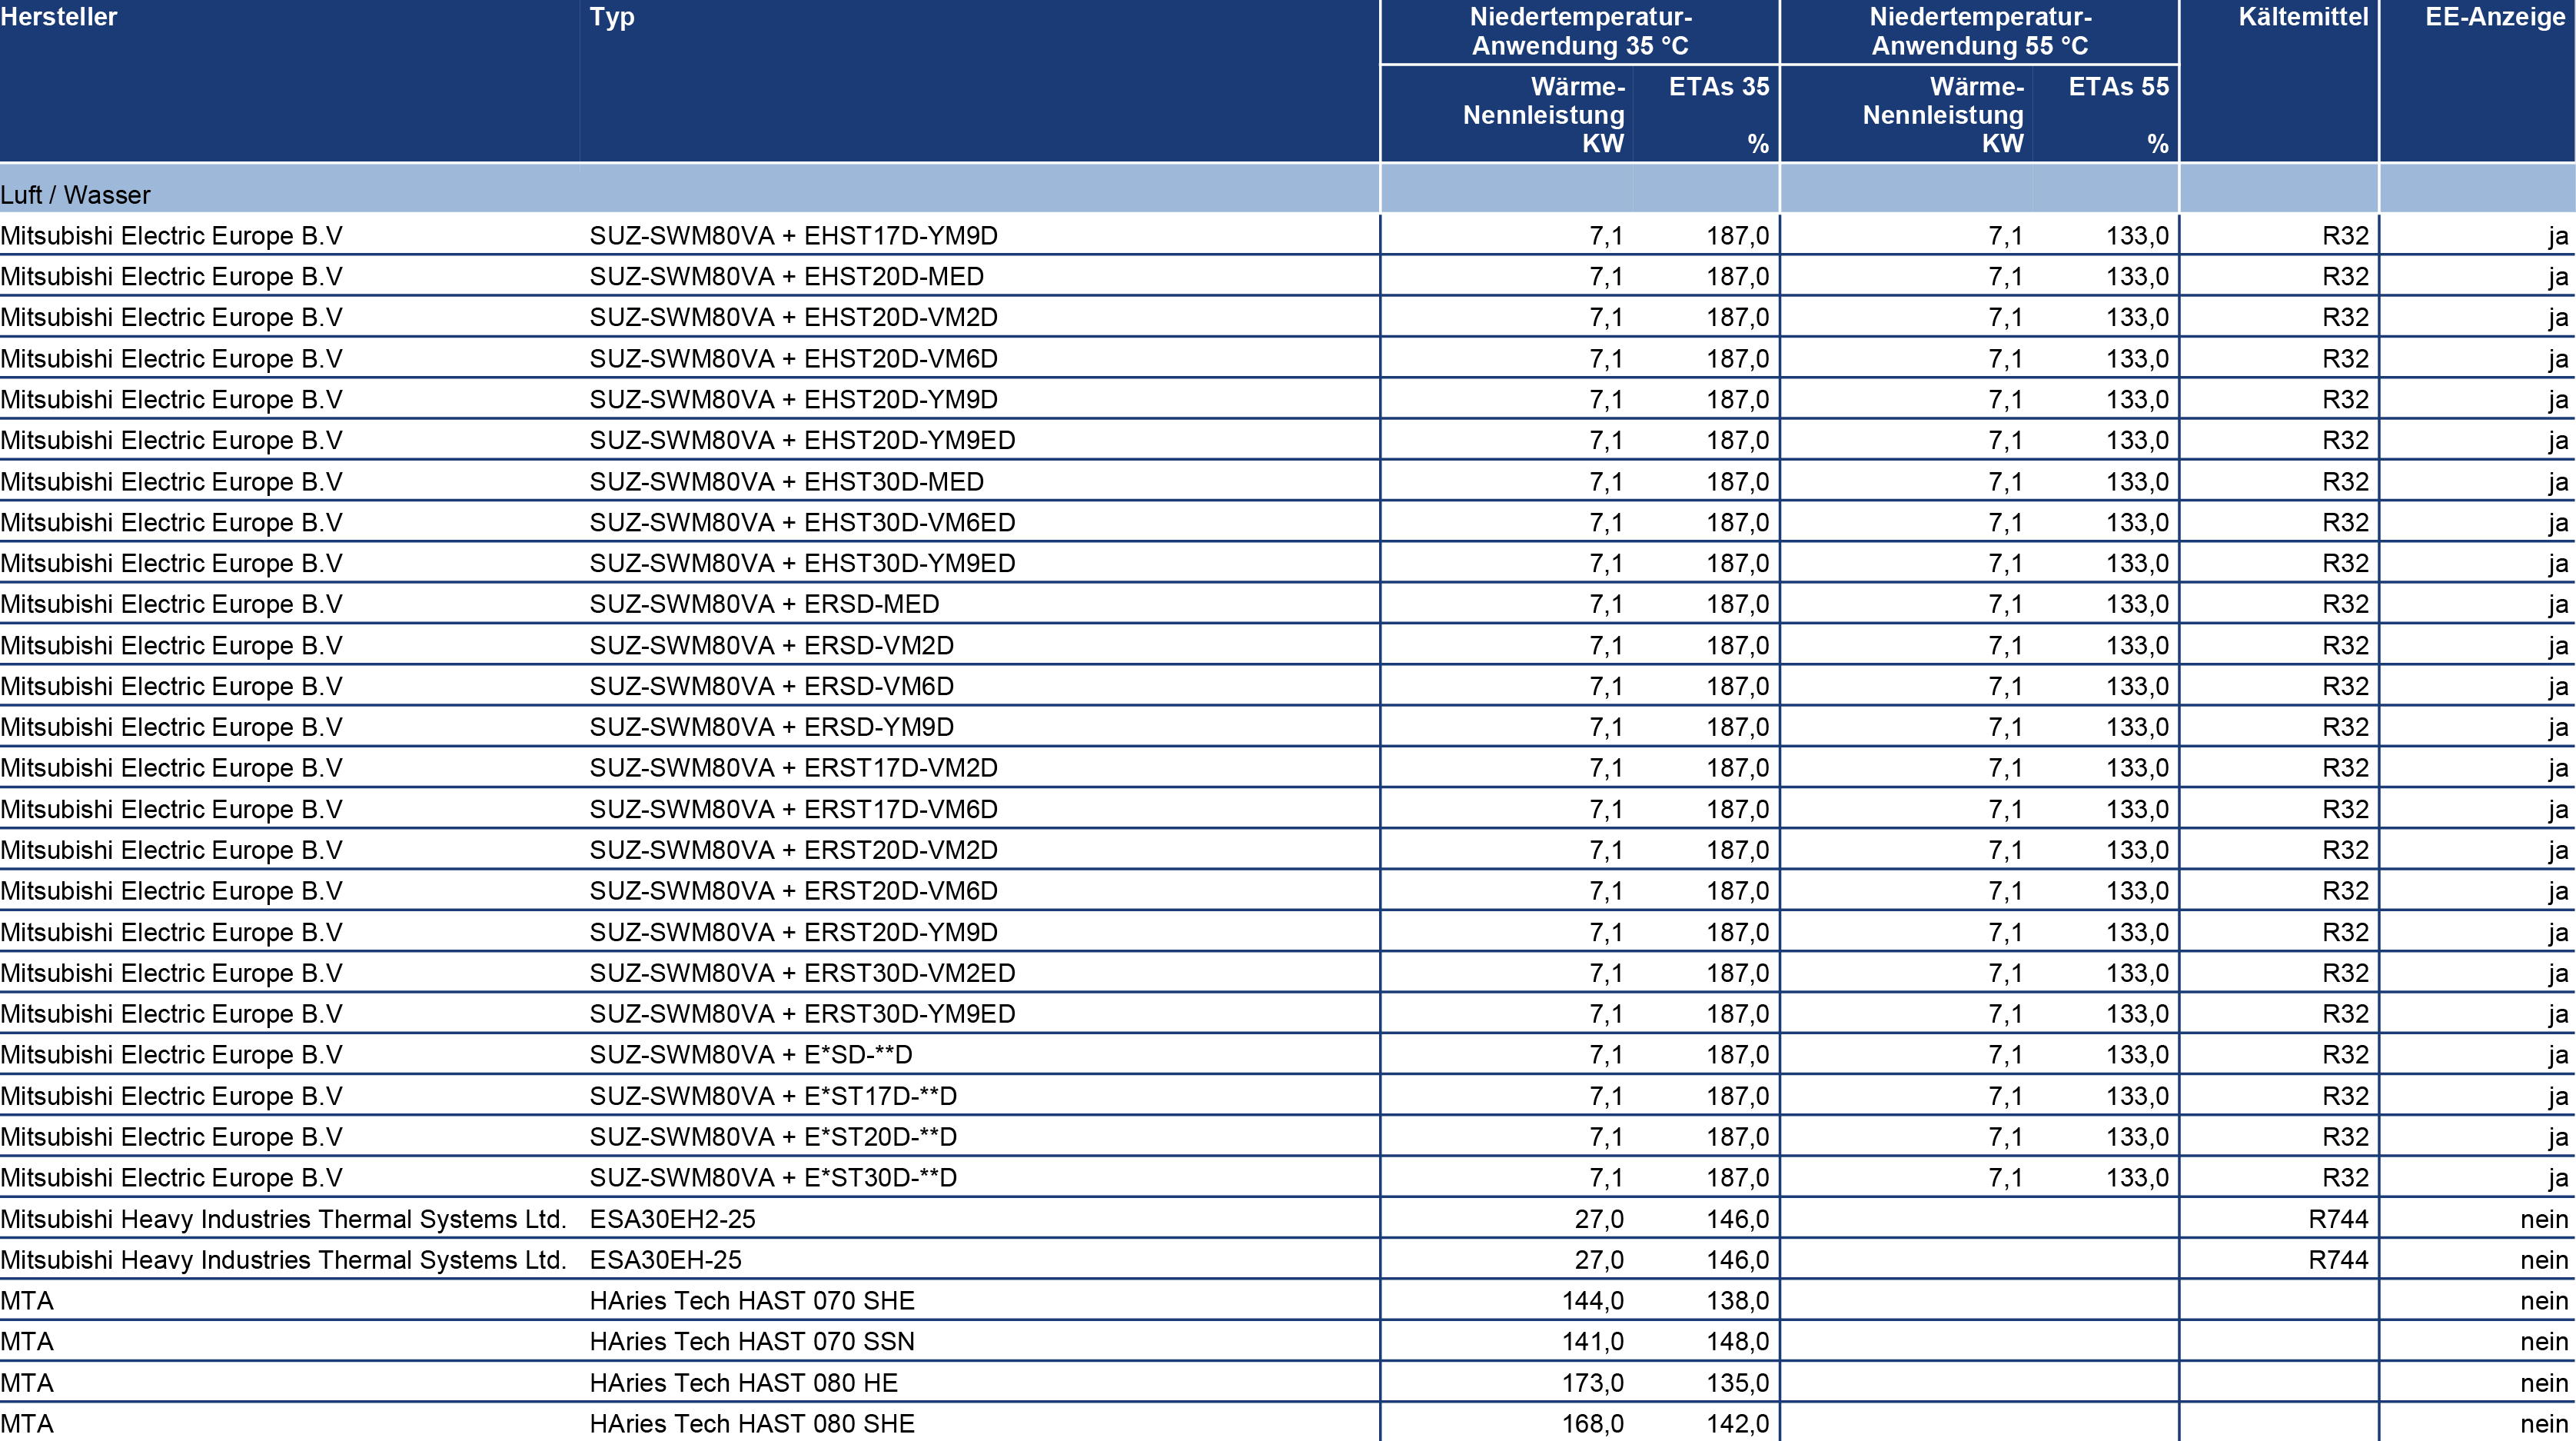 Hersteller Typ Niedertemperatur- Niedertemperatur- Kältemittel EE-Anzeige
Anwendung 35 °C Anwendung 55 °C
Wärme- ETAs 35 Wärme- ETAs 55
Nennleistung Nennleistung
KW % KW %
Luft / Wasser
Mitsubishi Electric Europe B.V SUZ-SWM80VA + EHST17D-YM9D 7,1 187,0 7,1 133,0 R32 ja
Mitsubishi Electric Europe B.V SUZ-SWM80VA + EHST20D-MED 7,1 187,0 7,1 133,0 R32 ja
Mitsubishi Electric Europe B.V SUZ-SWM80VA + EHST20D-VM2D 7,1 187,0 7,1 133,0 R32 ja
Mitsubishi Electric Europe B.V SUZ-SWM80VA + EHST20D-VM6D 7,1 187,0 7,1 133,0 R32 ja
Mitsubishi Electric Europe B.V SUZ-SWM80VA + EHST20D-YM9D 7,1 187,0 7,1 133,0 R32 ja
Mitsubishi Electric Europe B.V SUZ-SWM80VA + EHST20D-YM9ED 7,1 187,0 7,1 133,0 R32 ja
Mitsubishi Electric Europe B.V SUZ-SWM80VA + EHST30D-MED 7,1 187,0 7,1 133,0 R32 ja
Mitsubishi Electric Europe B.V SUZ-SWM80VA + EHST30D-VM6ED 7,1 187,0 7,1 133,0 R32 ja
Mitsubishi Electric Europe B.V SUZ-SWM80VA + EHST30D-YM9ED 7,1 187,0 7,1 133,0 R32 ja
Mitsubishi Electric Europe B.V SUZ-SWM80VA + ERSD-MED 7,1 187,0 7,1 133,0 R32 ja
Mitsubishi Electric Europe B.V SUZ-SWM80VA + ERSD-VM2D 7,1 187,0 7,1 133,0 R32 ja
Mitsubishi Electric Europe B.V SUZ-SWM80VA + ERSD-VM6D 7,1 187,0 7,1 133,0 R32 ja
Mitsubishi Electric Europe B.V SUZ-SWM80VA + ERSD-YM9D 7,1 187,0 7,1 133,0 R32 ja
Mitsubishi Electric Europe B.V SUZ-SWM80VA + ERST17D-VM2D 7,1 187,0 7,1 133,0 R32 ja
Mitsubishi Electric Europe B.V SUZ-SWM80VA + ERST17D-VM6D 7,1 187,0 7,1 133,0 R32 ja
Mitsubishi Electric Europe B.V SUZ-SWM80VA + ERST20D-VM2D 7,1 187,0 7,1 133,0 R32 ja
Mitsubishi Electric Europe B.V SUZ-SWM80VA + ERST20D-VM6D 7,1 187,0 7,1 133,0 R32 ja
Mitsubishi Electric Europe B.V SUZ-SWM80VA + ERST20D-YM9D 7,1 187,0 7,1 133,0 R32 ja
Mitsubishi Electric Europe B.V SUZ-SWM80VA + ERST30D-VM2ED 7,1 187,0 7,1 133,0 R32 ja
Mitsubishi Electric Europe B.V SUZ-SWM80VA + ERST30D-YM9ED 7,1 187,0 7,1 133,0 R32 ja
Mitsubishi Electric Europe B.V SUZ-SWM80VA + E*SD-**D 7,1 187,0 7,1 133,0 R32 ja
Mitsubishi Electric Europe B.V SUZ-SWM80VA + E*ST17D-**D 7,1 187,0 7,1 133,0 R32 ja
Mitsubishi Electric Europe B.V SUZ-SWM80VA + E*ST20D-**D 7,1 187,0 7,1 133,0 R32 ja
Mitsubishi Electric Europe B.V SUZ-SWM80VA + E*ST30D-**D 7,1 187,0 7,1 133,0 R32 ja
Mitsubishi Heavy Industries Thermal Systems Ltd. ESA30EH2-25 27,0 146,0 R744 nein
Mitsubishi Heavy Industries Thermal Systems Ltd. ESA30EH-25 27,0 146,0 R744 nein
MTA HAries Tech HAST 070 SHE 144,0 138,0 nein
MTA HAries Tech HAST 070 SSN 141,0 148,0 nein
MTA HAries Tech HAST 080 HE 173,0 135,0 nein
MTA HAries Tech HAST 080 SHE 168,0 142,0 nein